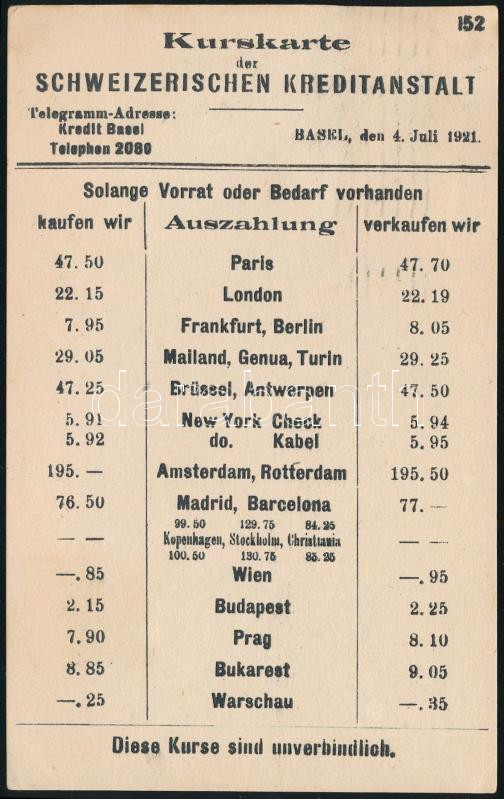 152
Kurskarte
der
SCHWEIZERISCHEN KREDITANSTALT
Telegramm-Adresse:
Kredit Basel
Telephon 2080
BASEL, den 4. Juli 1921.
Solange Vorrat oder Bedarf vorhanden
kaufen wir Auszahlung verkaufen wir
47.50 Paris 47.70
22.15 London 22.19
7.95 Frankfurt, Berlin 8.05
29.05 Mailand, Genua, Turin 29.25
47.25 Brüssel, Antwerpen 47.50
5.91 New York Check 5.94
5.92 do. Kabel 5.95
195.— Amsterdam, Rotterdam 195.50
76.50 Madrid, Barcelona 77.—
99.50 129.75 84.25
— — Kopenhagen, Stockholm, Christiania — —
100.50 130.75 85.25
—.85 Wien —.95
2.15 Budapest 2.25
7.90 Prag 8.10
8.85 Bukarest 9.05
—.25 Warschau —.35
Diese Kurse sind unverbindlich.
darabanth